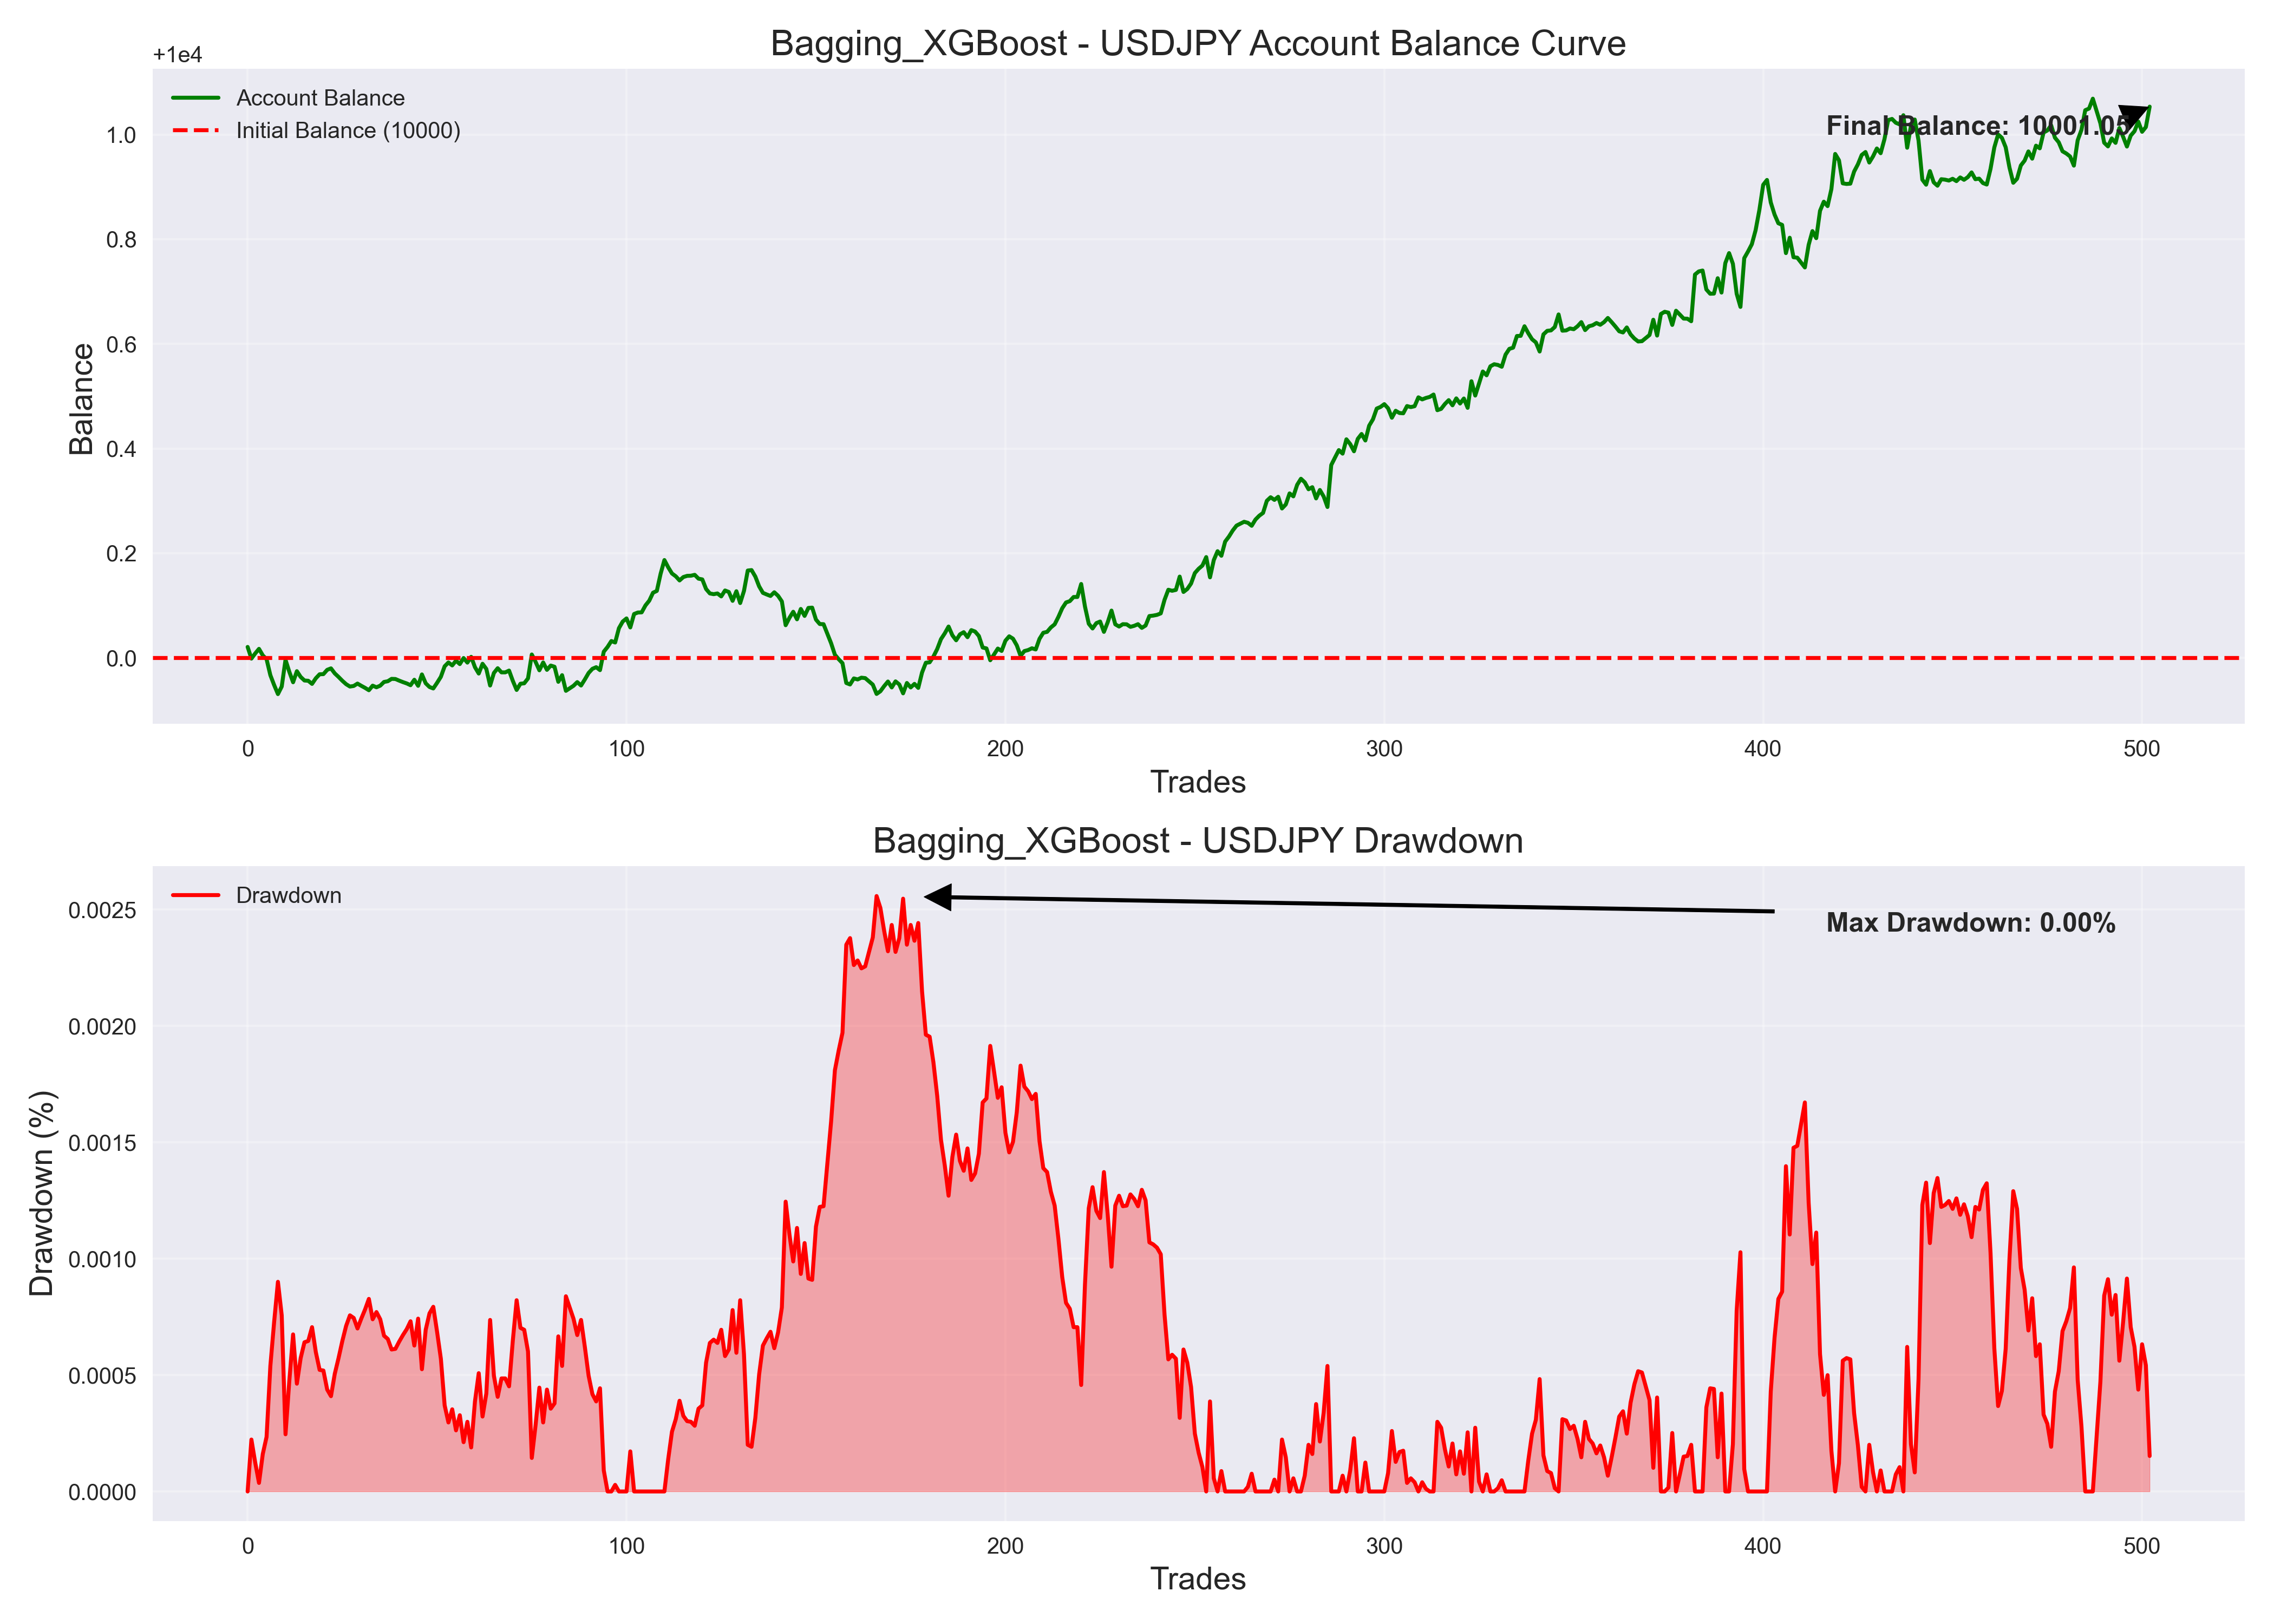 Bagging_XGBoost - USDJPY Account Balance Curve
+1e4
Account Balance
Initial Balance (10000)
Final Balance: 10001.05
Balance
1.0
0.8
0.6
0.4
0.2
0.0
0 100 200 300 400 500
Trades
Bagging_XGBoost - USDJPY Drawdown
Drawdown
Max Drawdown: 0.00%
Drawdown (%)
0.0025
0.0020
0.0015
0.0010
0.0005
0.0000
0 100 200 300 400 500
Trades